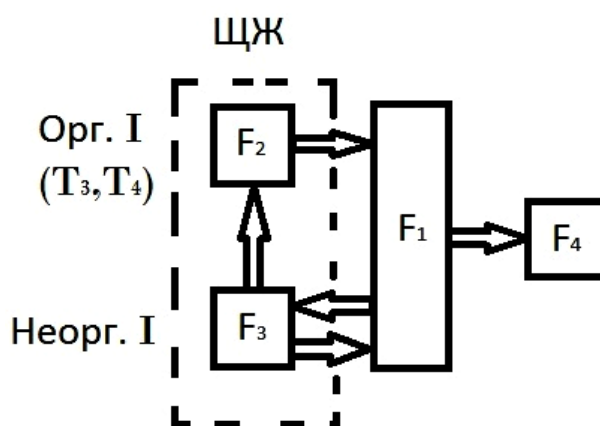 ЩЖ
Орг. I
(T₃,T₄)
F₂
F₁
F₄
Неорг. I
F₃